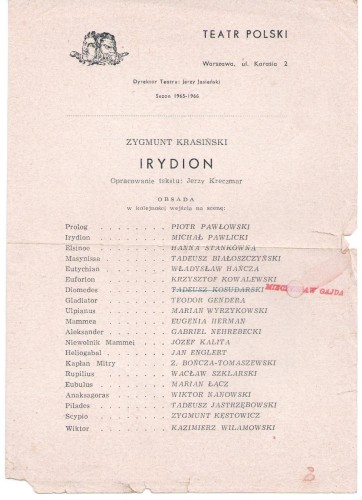 TEATR POLSKI
Warszawa, ul. Karasia 2
Dyrektor Teatru: Jerzy Jasieński
Sezon 1965-1966
ZYGMUNT KRASIŃSKI
IRYDION
Opracowanie tekstu: Jerzy Kreczmar
OBSADA
w kolejności wejścia na scenę:
Prolog . . . . . . . . PIOTR PAWŁOWSKI
Irydion . . . . . . . . MICHAŁ PAWLICKI
Elsinoe . . . . . . . . HANNA STANKÓWNA
Masynissa . . . . . . . . TADEUSZ BIAŁOSZCZYŃSKI
Eutychian . . . . . . . . WŁADYSŁAW HAŃCZA
Euforion . . . . . . . . KRZYSZTOF KOWALEWSKI
Diomedes . . . . . . . . TADEUSZ KOSUDARSKI MIECZYSŁAW GAJDA
Gladiator . . . . . . . . TEODOR GENDERA
Ulpianus . . . . . . . . MARIAN WYRZYKOWSKI
Mammea . . . . . . . . EUGENIA HERMAN
Aleksander . . . . . . . . GABRIEL NEHREBECKI
Niewolnik Mammei . . . . JÓZEF KALITA
Heliogabal . . . . . . . . JAN ENGLERT
Kapłan Mitry . . . . . . Z. BOŃCZA-TOMASZEWSKI
Rupilius . . . . . . . . WACŁAW SZKLARSKI
Eubulus . . . . . . . . MARIAN ŁĄCZ
Anaksagoras . . . . . . WIKTOR NANOWSKI
Pilades . . . . . . . . TADEUSZ JASTRZĘBOWSKI
Scypio . . . . . . . . ZYGMUNT KĘSTOWICZ
Wiktor . . . . . . . . KAZIMIERZ WILAMOWSKI